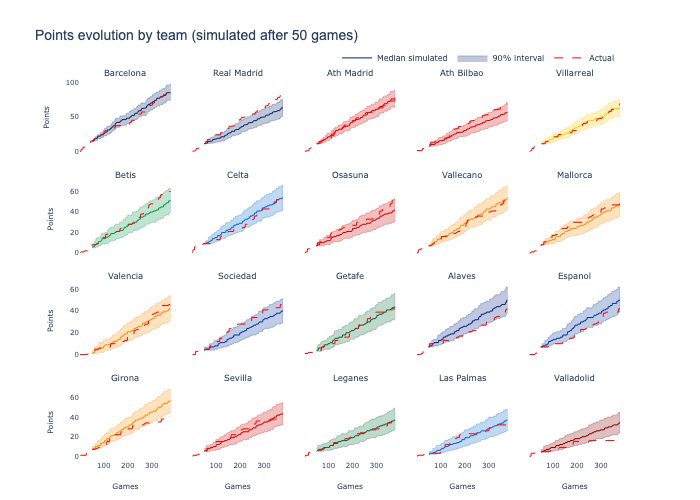 Points evolution by team (simulated after 50 games)
Median simulated 90% interval Actual
Barcelona Real Madrid Ath Madrid Ath Bilbao Villarreal
100
50
0
Points
Betis Celta Osasuna Vallecano Mallorca
60
40
20
0
Points
Valencia Sociedad Getafe Alaves Espanol
60
40
20
0
Points
Girona Sevilla Leganes Las Palmas Valladolid
60
40
20
0
Points
100 200 300 100 200 300 100 200 300 100 200 300 100 200 300
Games Games Games Games Games